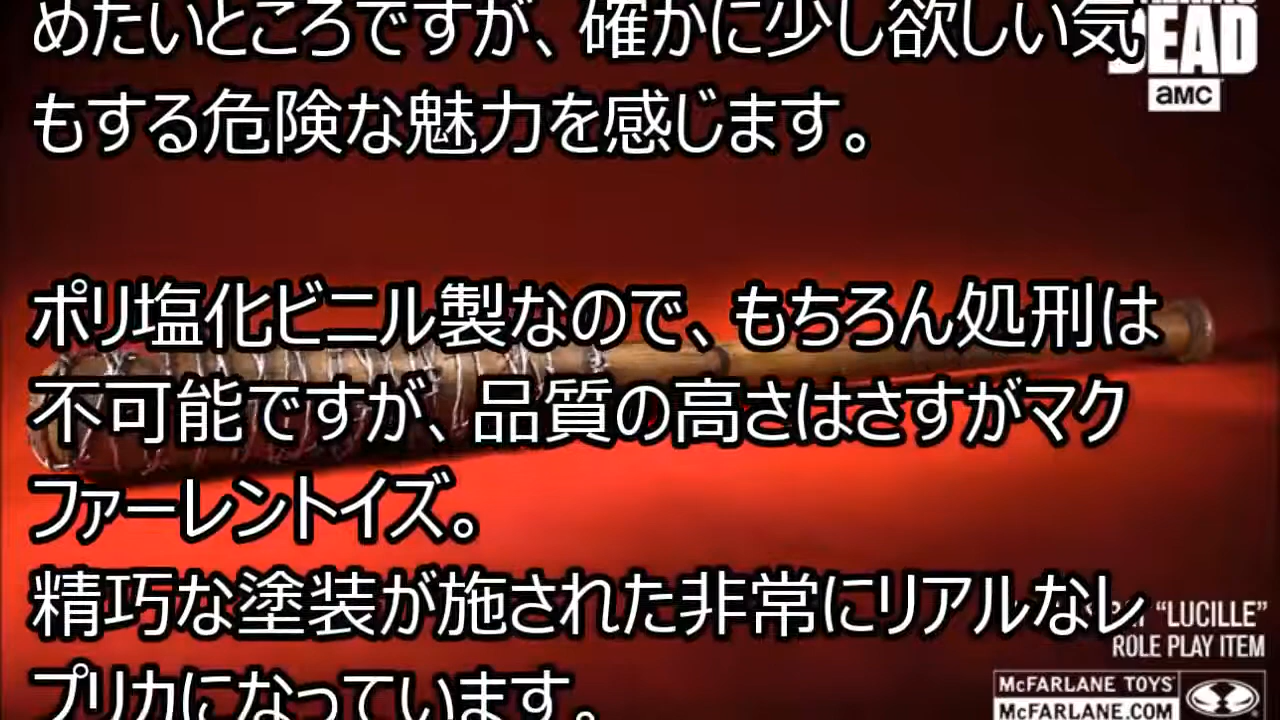 めたいところですが、確かに少し欲しい気
もする危険な魅力を感じます。
EAD
amc
ポリ塩化ビニル製なので、もちろん処刑は
不可能ですが、品質の高さはさすがマク
ファーレントイズ。
精巧な塗装が施された非常にリアルなレ
プリカになっています。
“LUCILLE”
ROLE PLAY ITEM
McFARLANE TOYS
McFARLANE.COM